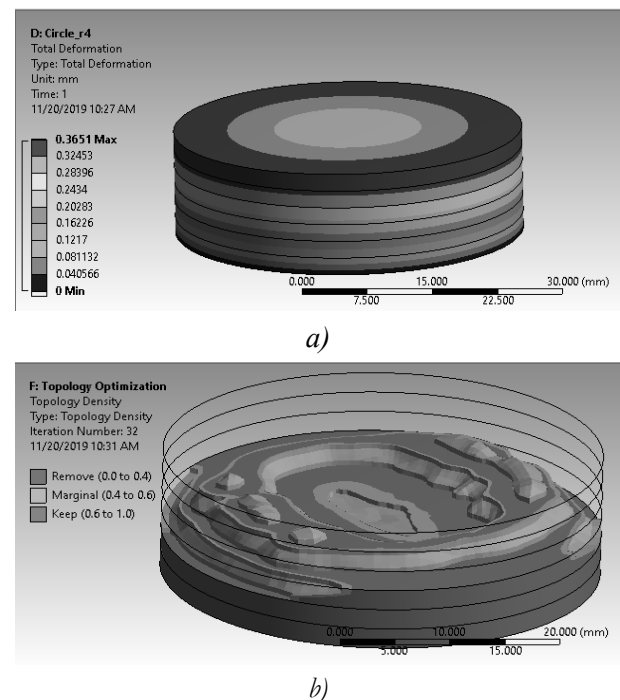 D: Circle_r4
Total Deformation
Type: Total Deformation
Unit: mm
Time: 1
11/20/2019 10:27 AM
0.3651 Max
0.32453
0.28396
0.2434
0.20283
0.16226
0.1217
0.081132
0.040566
0 Min
0.000 15.000 30.000 (mm)
7.500 22.500
a)
F: Topology Optimization
Topology Density
Type: Topology Density
Iteration Number: 32
11/20/2019 10:31 AM
Remove (0.0 to 0.4)
Marginal (0.4 to 0.6)
Keep (0.6 to 1.0)
0.000 10.000 20.000 (mm)
5.000 15.000
b)